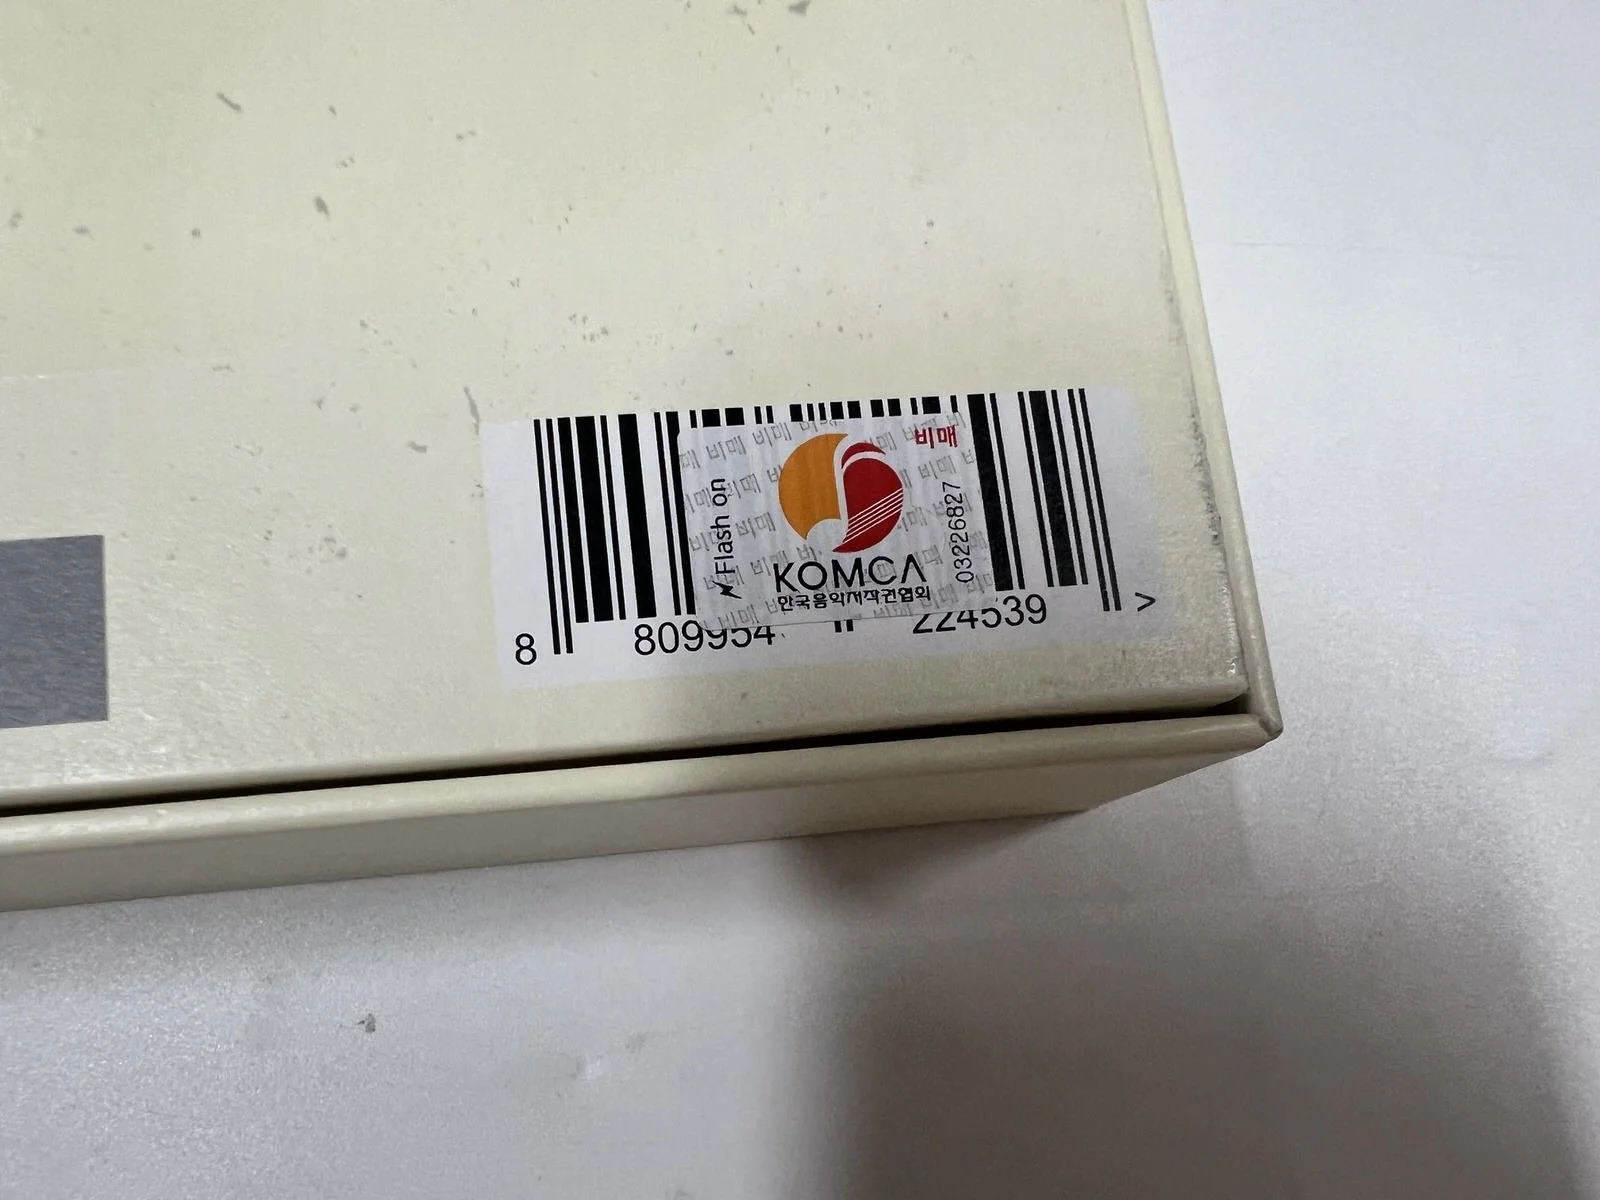 비매
Flash on
03226827
KOMCA
한국음악저작권협회
8 809954 224539 >